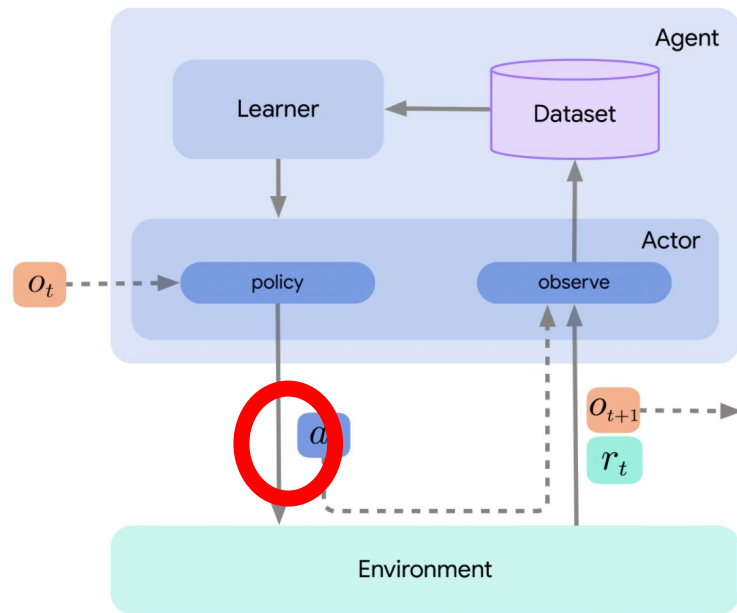 Agent
Learner
Dataset
Actor
policy
observe
o_t
a
o_{t+1}
r_t
Environment